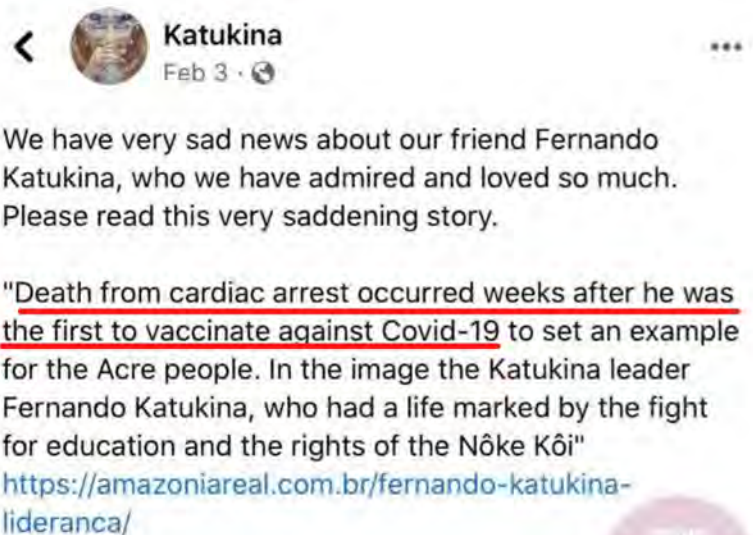 Katukina
Feb 3 ·
We have very sad news about our friend Fernando
Katukina, who we have admired and loved so much.
Please read this very saddening story.
"Death from cardiac arrest occurred weeks after he was
the first to vaccinate against Covid-19 to set an example
for the Acre people. In the image the Katukina leader
Fernando Katukina, who had a life marked by the fight
for education and the rights of the Nôke Kôi"
https://amazoniareal.com.br/fernando-katukina-
lideranca/